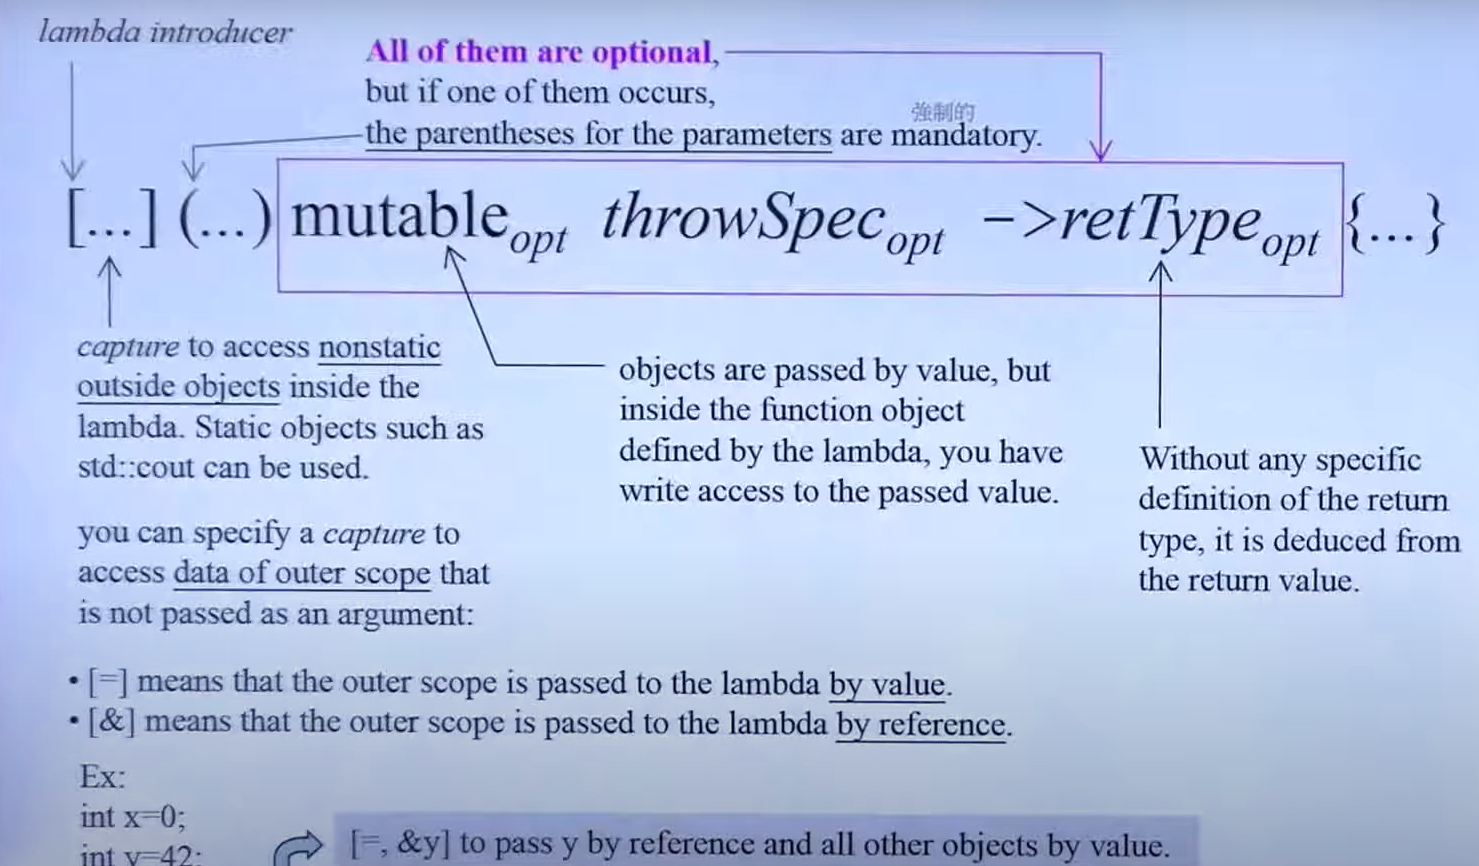 lambda introducer
All of them are optional,
but if one of them occurs,
強制的
the parentheses for the parameters are mandatory.
[...] (...) mutable opt throwSpec opt ->retType opt {...}
capture to access nonstatic
outside objects inside the
lambda. Static objects such as
std::cout can be used.
objects are passed by value, but
inside the function object
defined by the lambda, you have
write access to the passed value.
Without any specific
definition of the return
type, it is deduced from
the return value.
you can specify a capture to
access data of outer scope that
is not passed as an argument:
• [=] means that the outer scope is passed to the lambda by value.
• [&] means that the outer scope is passed to the lambda by reference.
Ex:
int x=0;
int y=42;
[=, &y] to pass y by reference and all other objects by value.